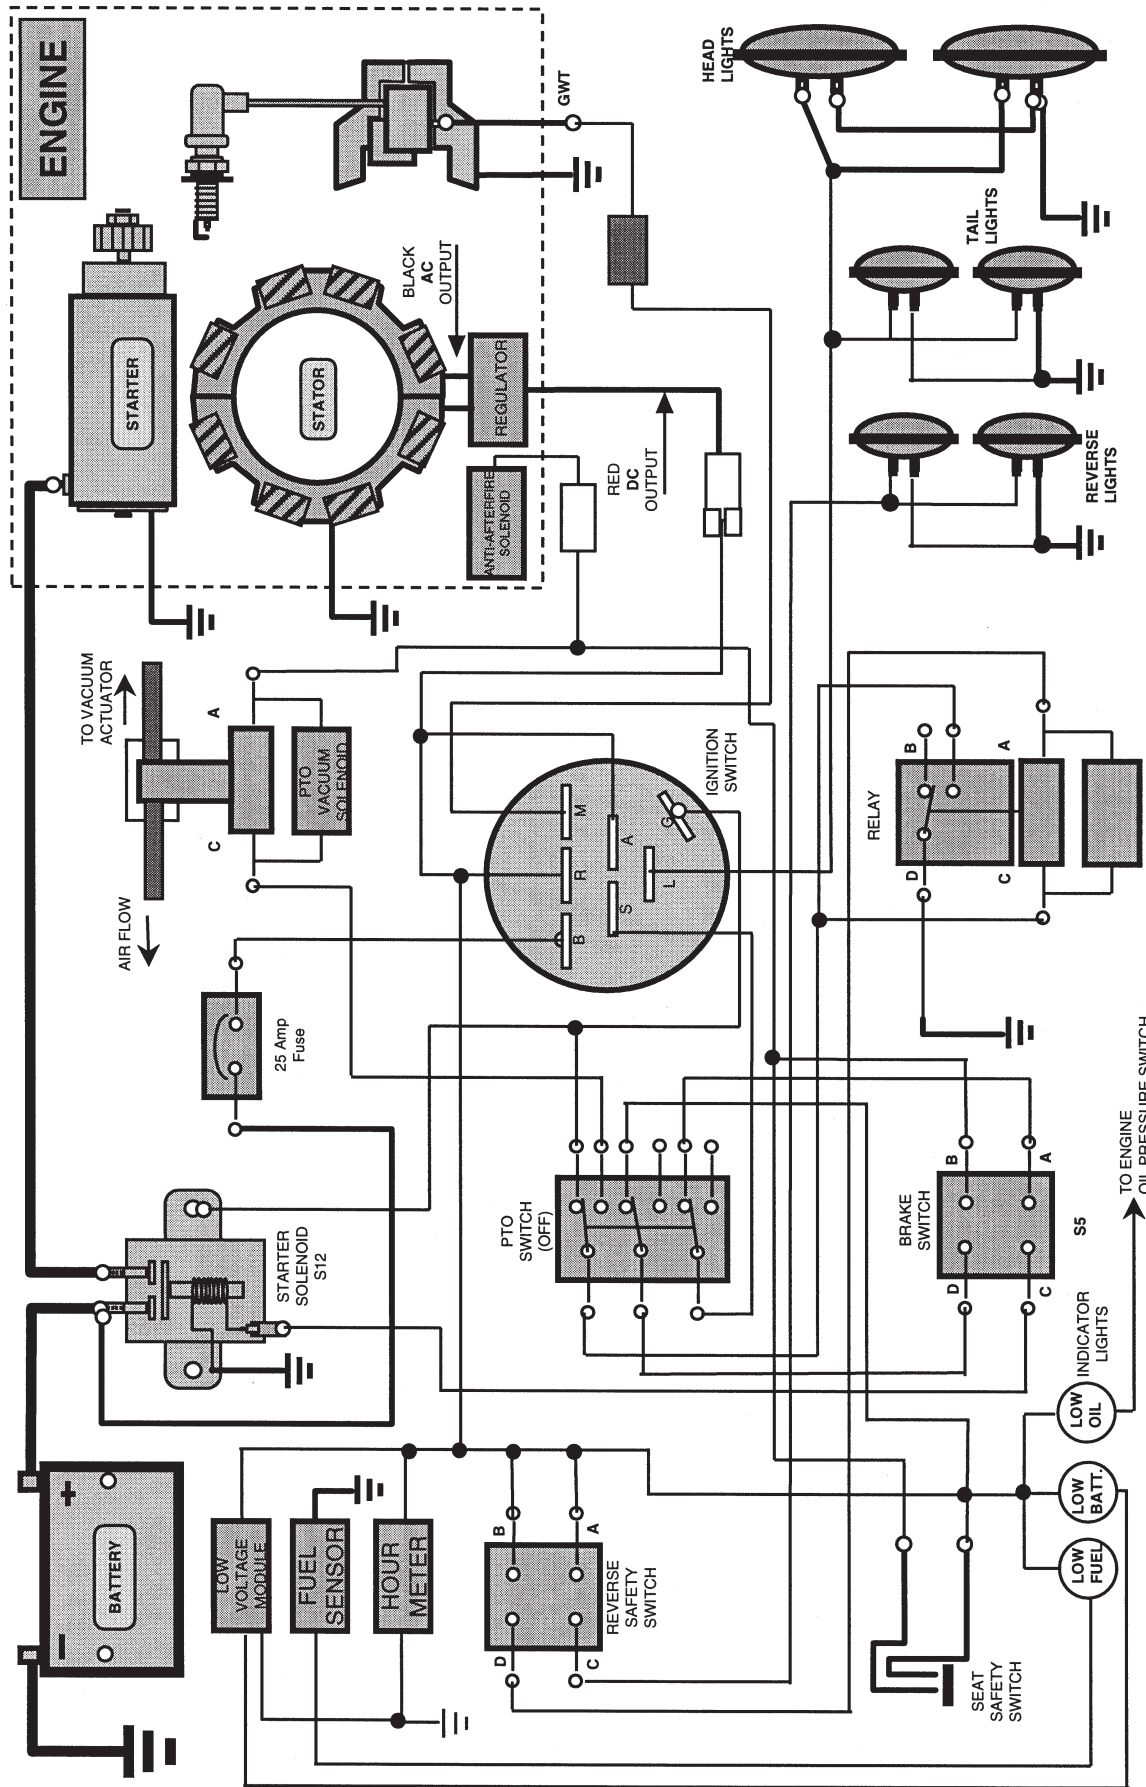 ENGINE
STARTER
STATOR
BLACK
AC
OUTPUT
REGULATOR
GWT
ANTI-AFTERFIRE
SOLENOID
RED
DC
OUTPUT
HEAD
LIGHTS
TAIL
LIGHTS
REVERSE
LIGHTS
TO VACUUM
ACTUATOR
AIR FLOW
A
C
PTO
VACUUM
SOLENOID
25 Amp
Fuse
IGNITION
SWITCH
M
R
B
A
S
L
G
RELAY
B
A
D
C
STARTER
SOLENOID
S12
PTO
SWITCH
(OFF)
BRAKE
SWITCH
B
A
D
C
S5
TO ENGINE
OIL PRESSURE SWITCH
INDICATOR
LIGHTS
LOW
OIL
LOW
BATT.
LOW
FUEL
+
BATTERY
−
LOW
VOLTAGE
MODULE
FUEL
SENSOR
HOUR
METER
B
A
D
C
REVERSE
SAFETY
SWITCH
SEAT
SAFETY
SWITCH